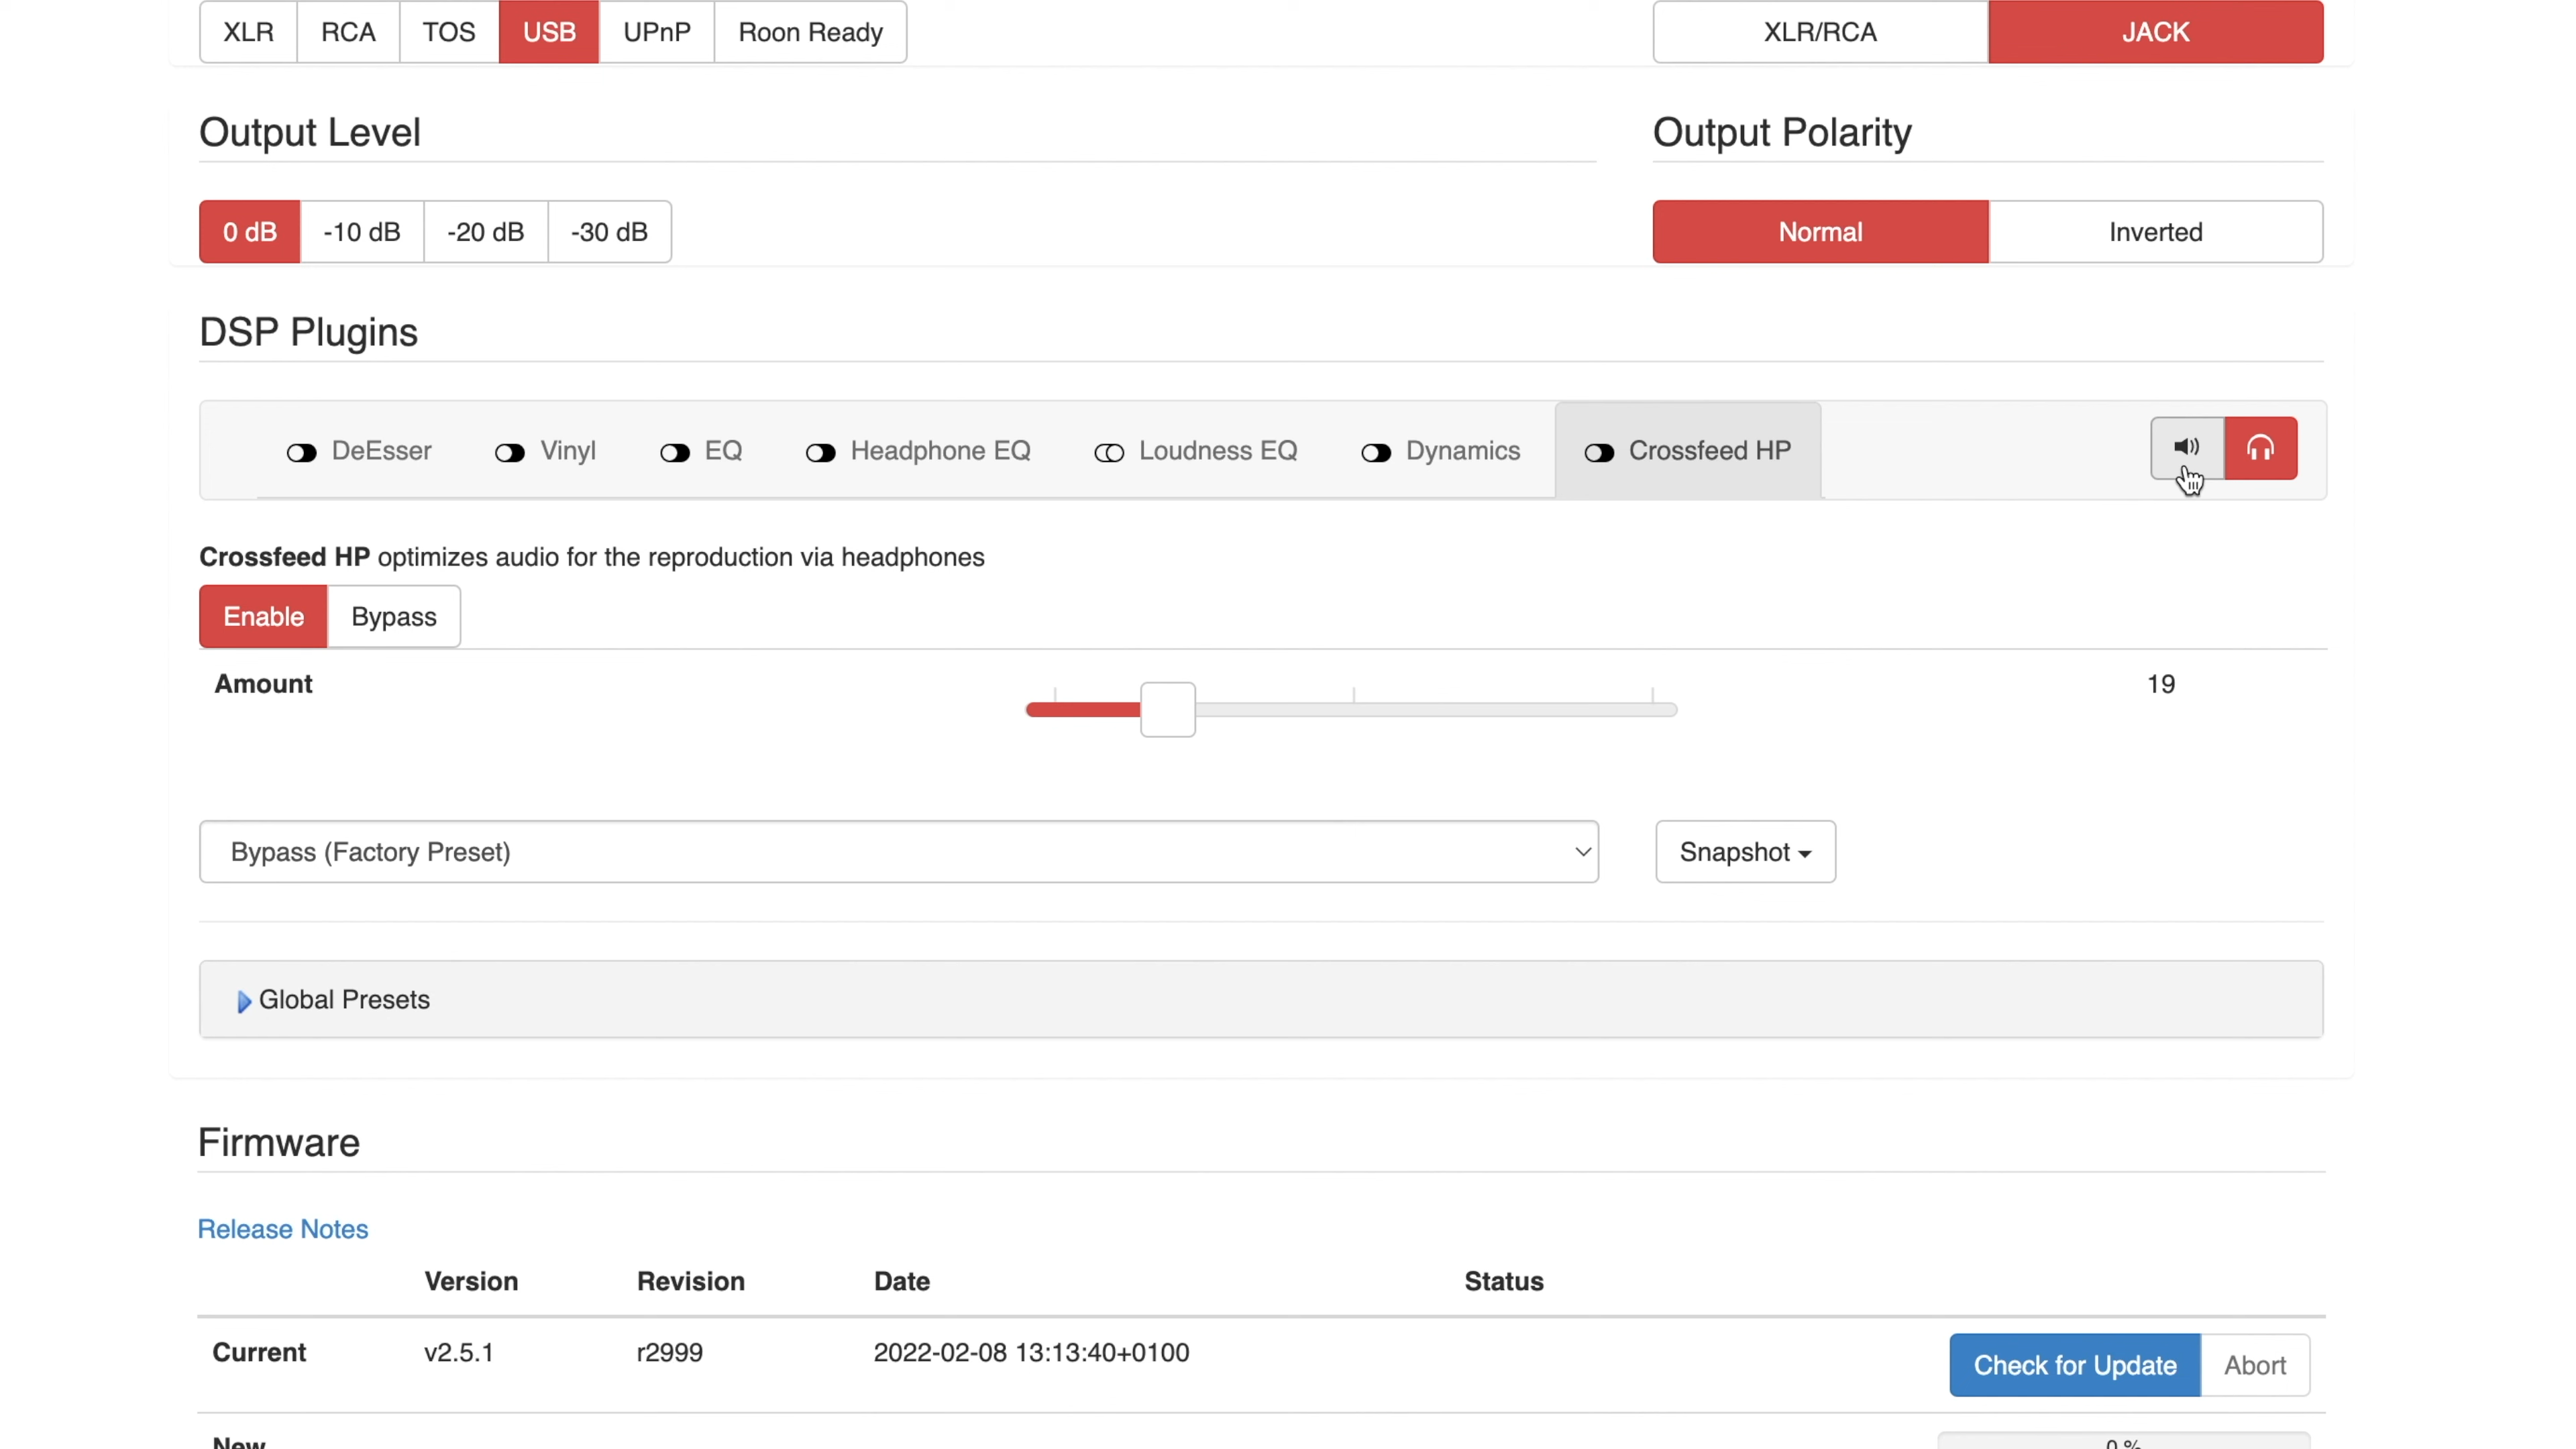 XLR RCA TOS USB UPnP Roon Ready XLR/RCA JACK
Output Level Output Polarity
0 dB -10 dB -20 dB -30 dB Normal Inverted
DSP Plugins
DeEsser Vinyl EQ Headphone EQ Loudness EQ Dynamics Crossfeed HP
Crossfeed HP optimizes audio for the reproduction via headphones
Enable Bypass
Amount 19
Bypass (Factory Preset) Snapshot
Global Presets
Firmware
Release Notes
Version Revision Date Status
Current v2.5.1 r2999 2022-02-08 13:13:40+0100 Check for Update Abort
New 0 %